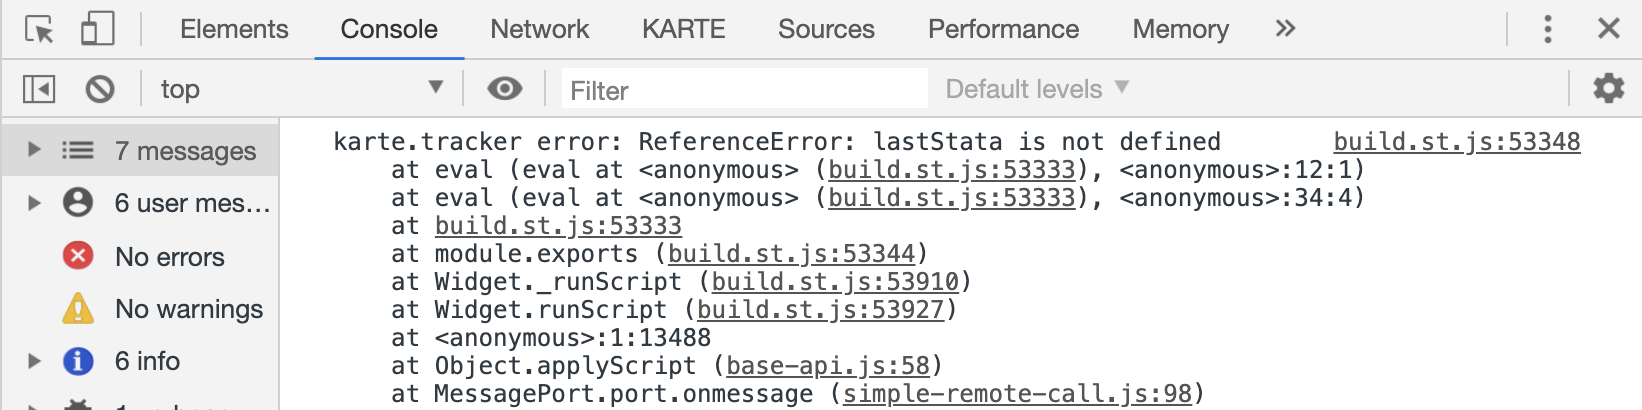 Elements Console Network KARTE Sources Performance Memory »
top ▼ Filter Default levels ▼
7 messages
6 user mes...
No errors
No warnings
6 info
karte.tracker error: ReferenceError: lastStata is not defined build.st.js:53348
at eval (eval at <anonymous> (build.st.js:53333), <anonymous>:12:1)
at eval (eval at <anonymous> (build.st.js:53333), <anonymous>:34:4)
at build.st.js:53333
at module.exports (build.st.js:53344)
at Widget._runScript (build.st.js:53910)
at Widget.runScript (build.st.js:53927)
at <anonymous>:1:13488
at Object.applyScript (base-api.js:58)
at MessagePort.port.onmessage (simple-remote-call.js:98)